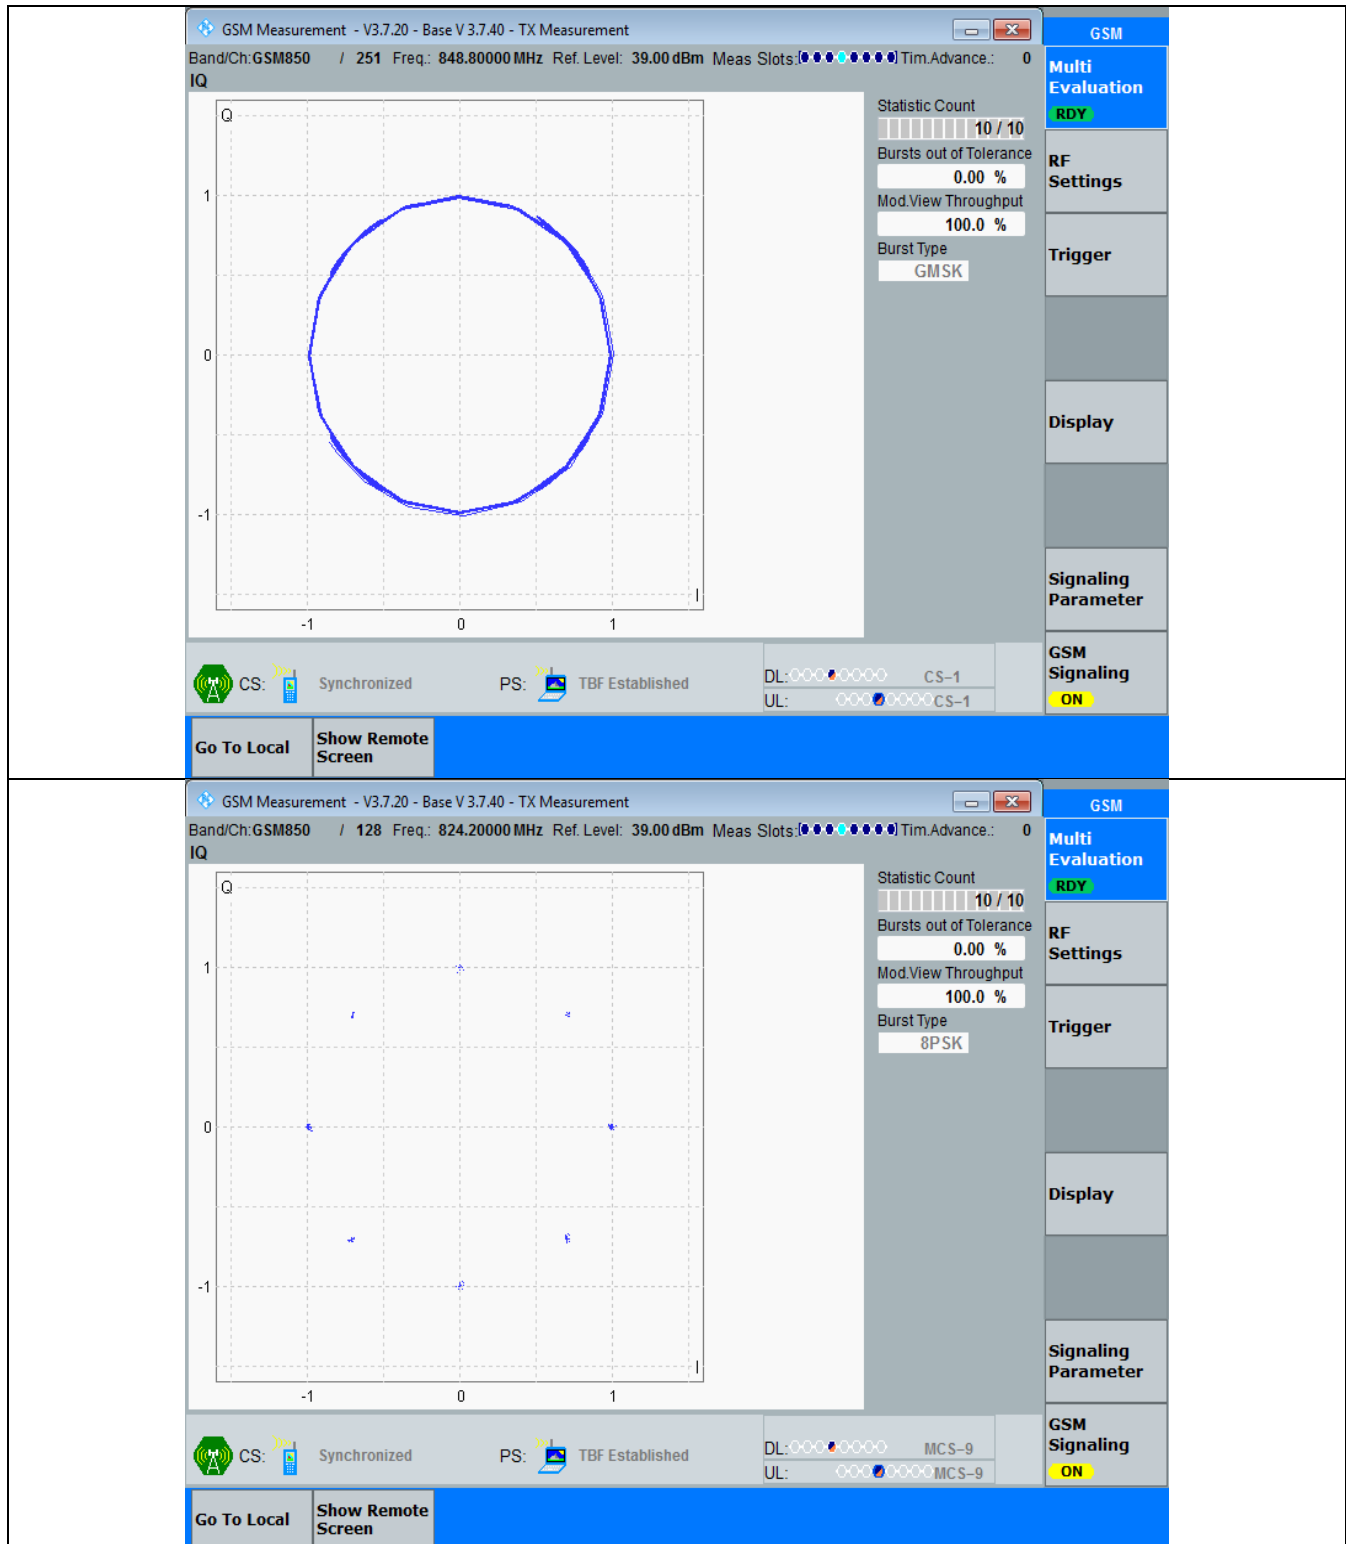 GSM Measurement - V3.7.20 - Base V 3.7.40 - TX Measurement
GSM
Band/Ch:GSM850 / 251 Freq.: 848.80000 MHz Ref. Level: 39.00 dBm Meas Slots: Tim.Advance.: 0
IQ
Multi
Evaluation
RDY
Q
Statistic Count
10 / 10
Bursts out of Tolerance
0.00 %
Mod.View Throughput
100.0 %
Burst Type
GMSK
RF
Settings
Trigger
Display
1
0
-1
I
-1 0 1
Signaling
Parameter
GSM
Signaling
ON
CS: Synchronized PS: TBF Established DL: CS-1
UL: CS-1
Go To Local Show Remote
Screen
GSM Measurement - V3.7.20 - Base V 3.7.40 - TX Measurement
GSM
Band/Ch:GSM850 / 128 Freq.: 824.20000 MHz Ref. Level: 39.00 dBm Meas Slots: Tim.Advance.: 0
IQ
Multi
Evaluation
RDY
Q
Statistic Count
10 / 10
Bursts out of Tolerance
0.00 %
Mod.View Throughput
100.0 %
Burst Type
8PSK
RF
Settings
Trigger
Display
1
0
-1
I
-1 0 1
Signaling
Parameter
GSM
Signaling
ON
CS: Synchronized PS: TBF Established DL: MCS-9
UL: MCS-9
Go To Local Show Remote
Screen